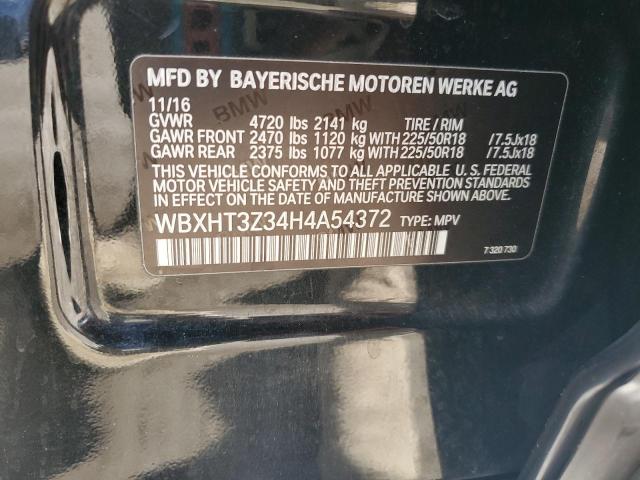 MFD BY BAYERISCHE MOTOREN WERKE AG
11/16
GVWR 4720 lbs 2141 kg TIRE / RIM
GAWR FRONT 2470 lbs 1120 kg WITH 225/50R18 /7.5Jx18
GAWR REAR 2375 lbs 1077 kg WITH 225/50R18 /7.5Jx18
THIS VEHICLE CONFORMS TO ALL APPLICABLE U. S. FEDERAL
MOTOR VEHICLE SAFETY AND THEFT PREVENTION STANDARDS
IN EFFECT ON THE DATE OF MANUFACTURE SHOWN ABOVE.
WBXHT3Z34H4A54372 TYPE: MPV
7 320 730